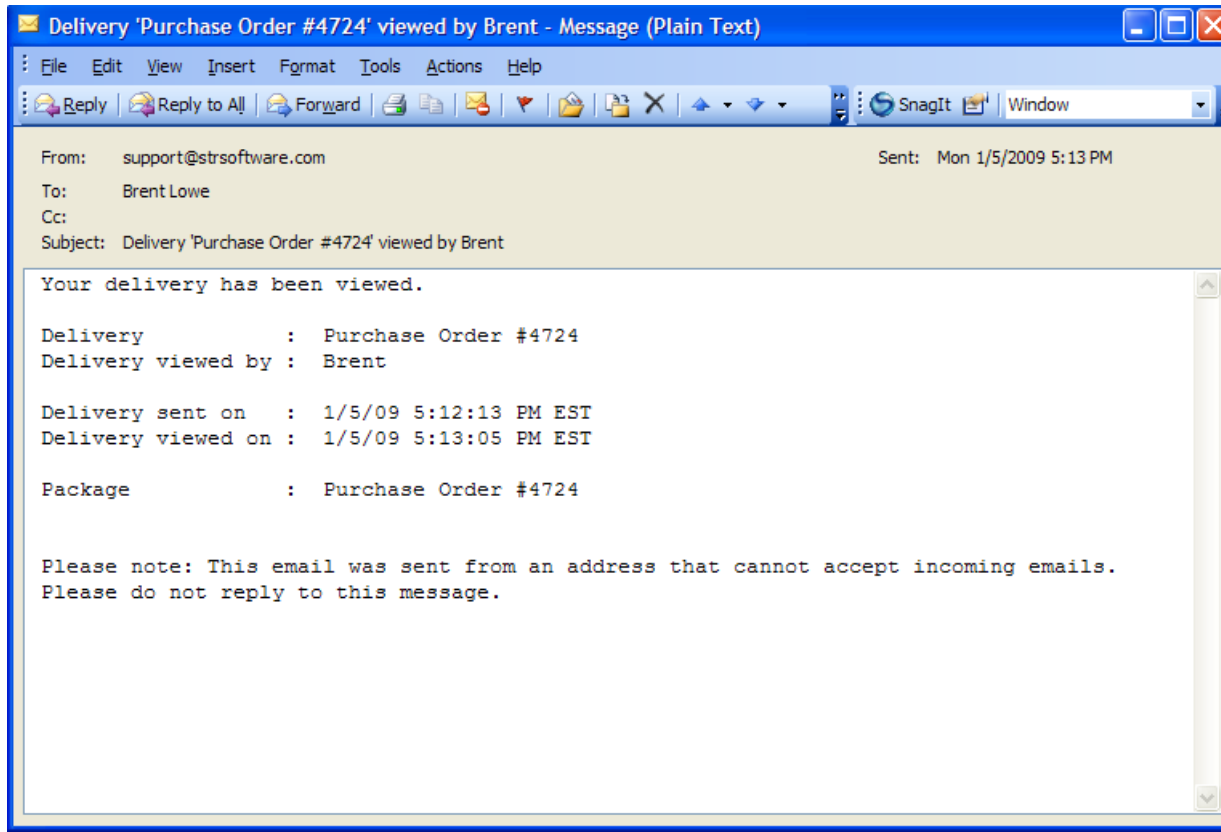 Delivery 'Purchase Order #4724' viewed by Brent - Message (Plain Text)
File Edit View Insert Format Tools Actions Help
Reply Reply to All Forward SnagIt Window
From: support@strsoftware.com Sent: Mon 1/5/2009 5:13 PM
To: Brent Lowe
Cc:
Subject: Delivery 'Purchase Order #4724' viewed by Brent
Your delivery has been viewed.
Delivery : Purchase Order #4724
Delivery viewed by : Brent
Delivery sent on : 1/5/09 5:12:13 PM EST
Delivery viewed on : 1/5/09 5:13:05 PM EST
Package : Purchase Order #4724
Please note: This email was sent from an address that cannot accept incoming emails.
Please do not reply to this message.